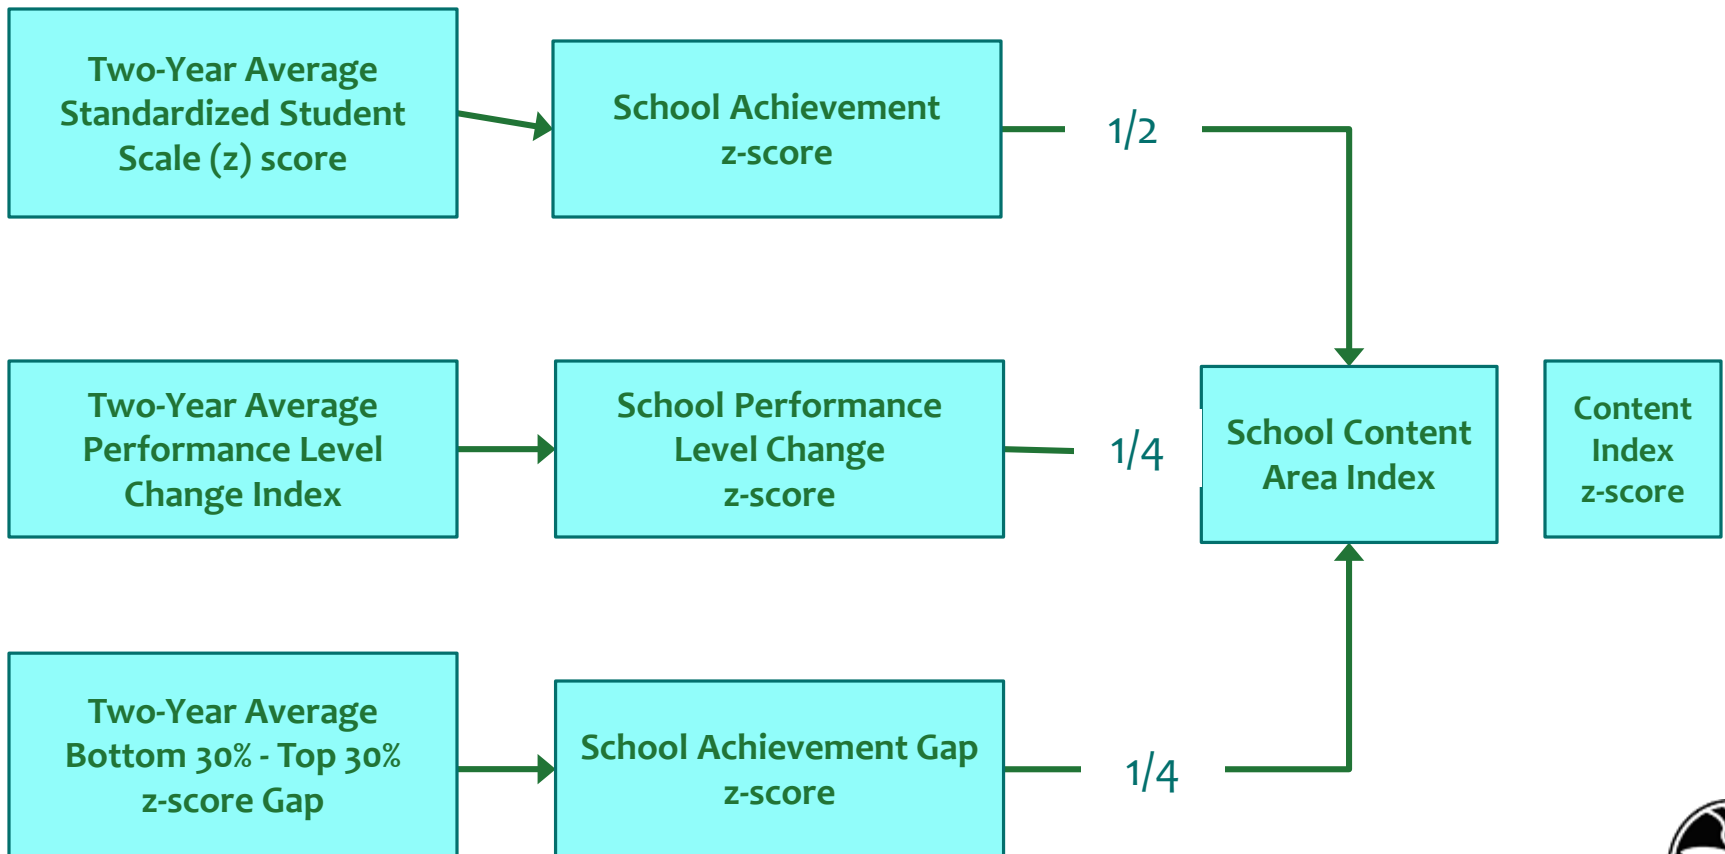 Two-Year Average
Standardized Student
Scale (z) score
School Achievement
z-score
1/2
Two-Year Average
Performance Level
Change Index
School Performance
Level Change
z-score
1/4
School Content
Area Index
Content
Index
z-score
Two-Year Average
Bottom 30% - Top 30%
z-score Gap
School Achievement Gap
z-score
1/4